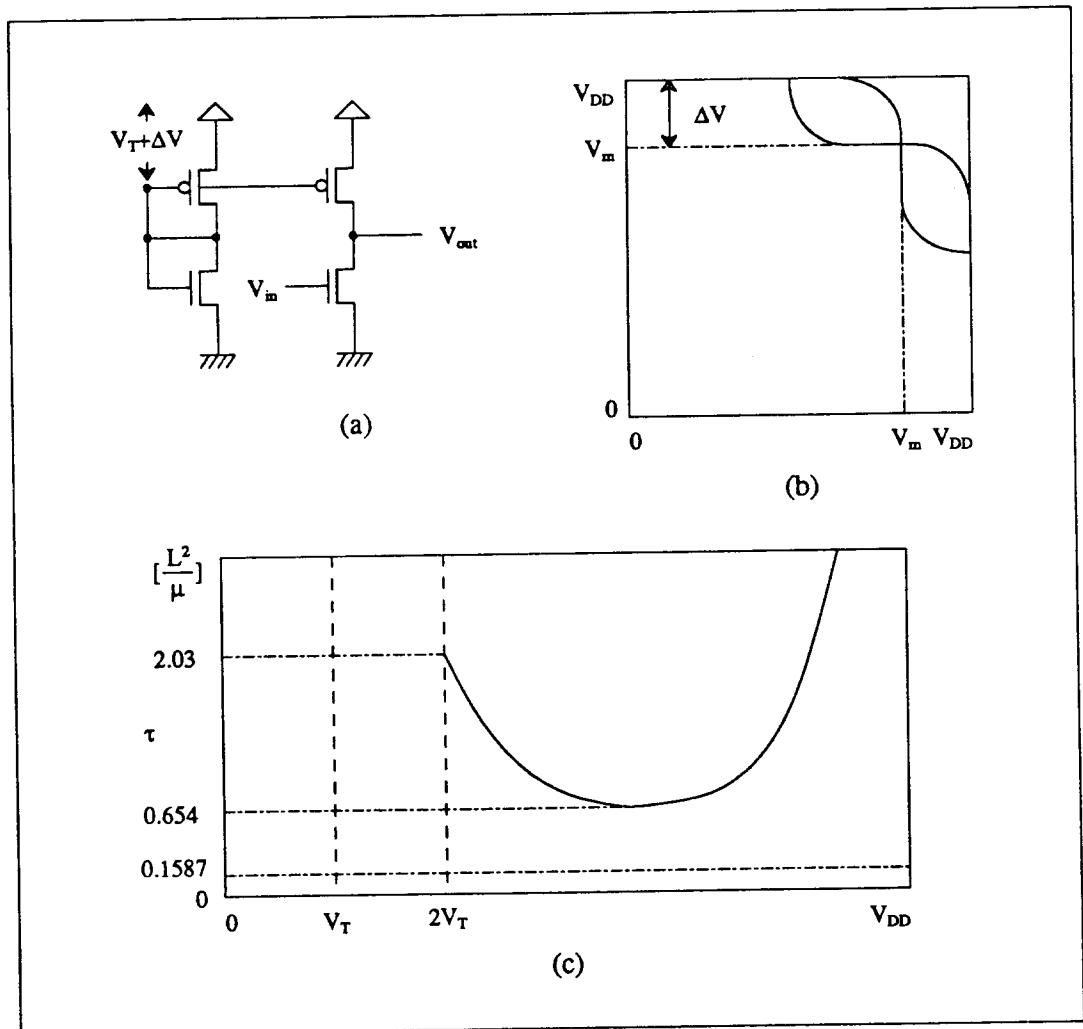 V_T+ΔV
V_out
V_in
(a)
V_DD
ΔV
V_m
0
0
V_m V_DD
(b)
[L²/μ]
2.03
τ
0.654
0.1587
0
0
V_T
2V_T
V_DD
(c)